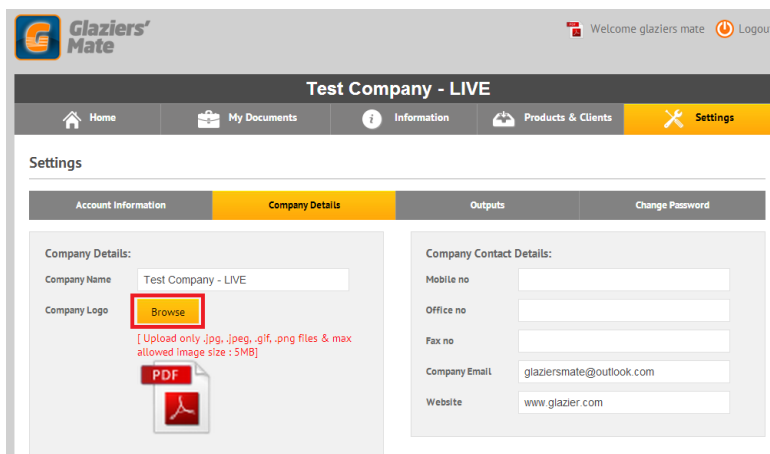 Glaziers'
Mate
Welcome glaziers mate Logout
Test Company - LIVE
Home My Documents Information Products & Clients Settings
Settings
Account Information Company Details Outputs Change Password
Company Details:
Company Name Test Company - LIVE
Company Logo Browse
[ Upload only .jpg, .jpeg, .gif, .png files & max
allowed image size : 5MB]
PDF
Company Contact Details:
Mobile no
Office no
Fax no
Company Email glaziersmate@outlook.com
Website www.glazier.com